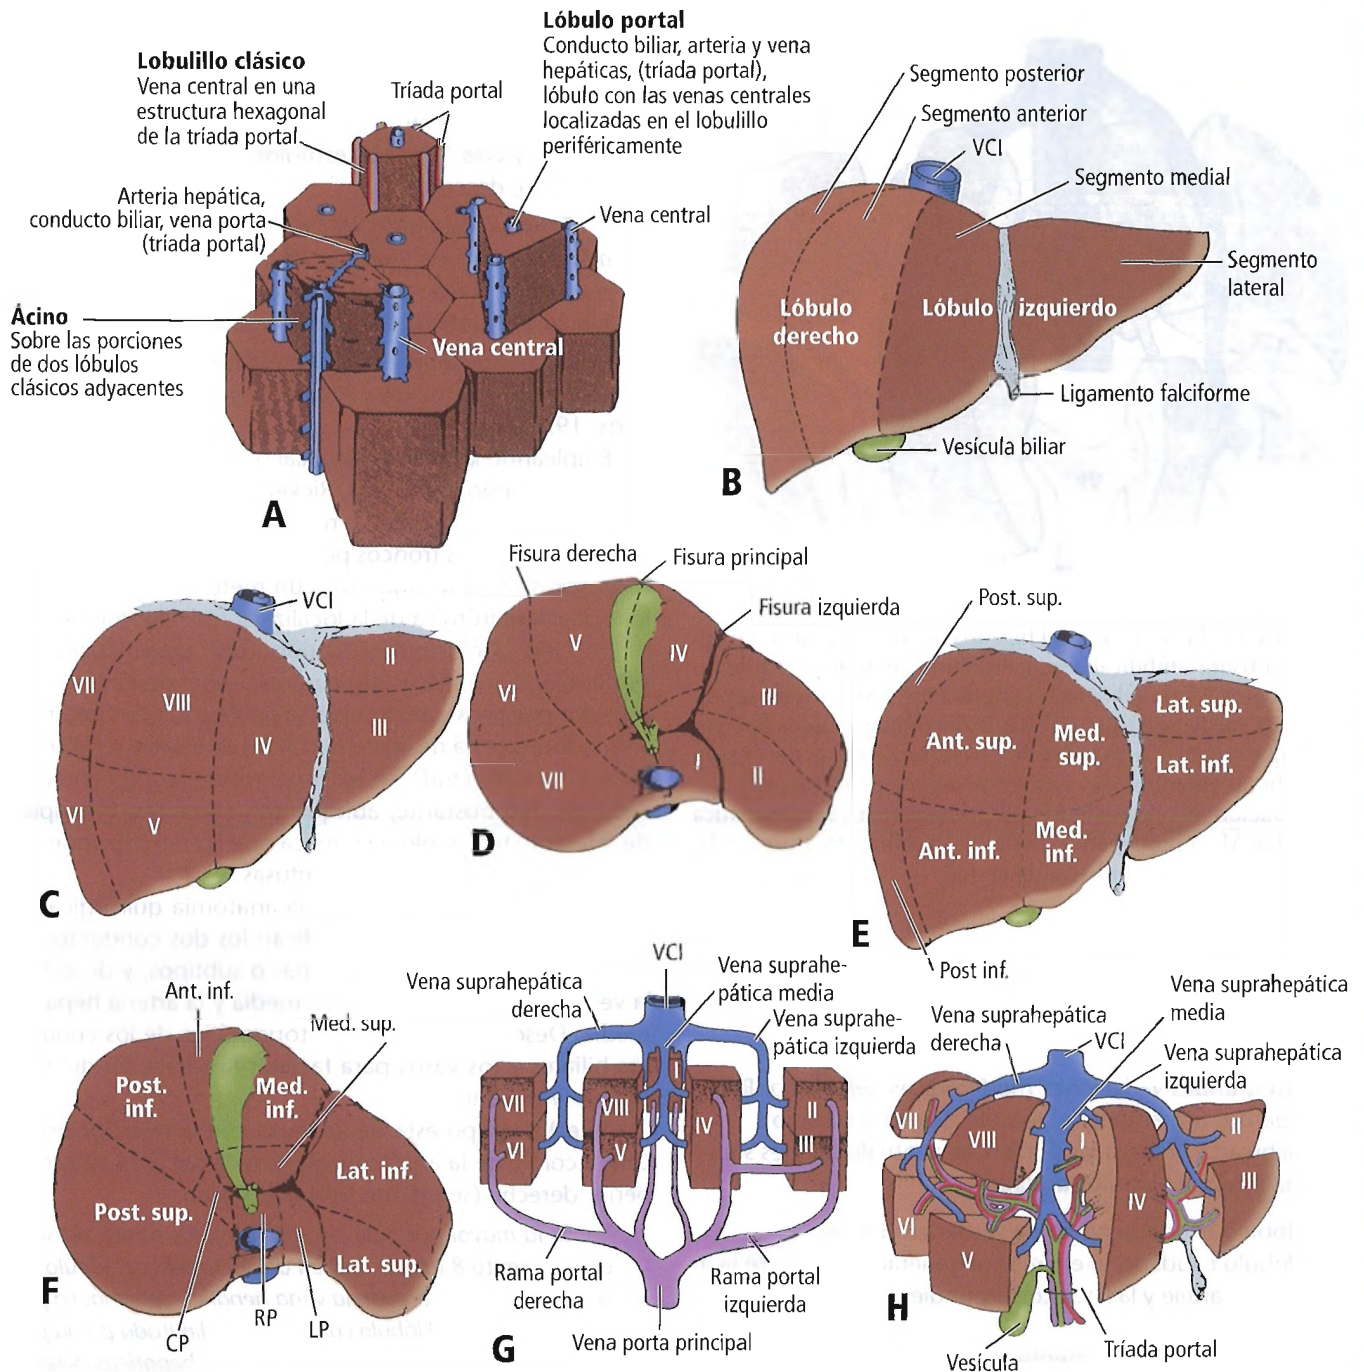 Lobulillo clásico
Vena central en una
estructura hexagonal
de la tríada portal
Tríada portal
Lóbulo portal
Conducto biliar, arteria y vena
hepáticas, (tríada portal),
lóbulo con las venas centrales
localizadas en el lobulillo
periféricamente
Arteria hepática,
conducto biliar, vena porta
(tríada portal)
Vena central
Ácino
Sobre las porciones
de dos lóbulos
clásicos adyacentes
Vena central
A
Segmento posterior
Segmento anterior
VCI
Segmento medial
Segmento
lateral
Lóbulo
derecho
Lóbulo izquierdo
Ligamento falciforme
Vesícula biliar
B
VCI
II
VII
VIII
III
IV
VI
V
C
Fisura derecha
Fisura principal
Fisura izquierda
V
IV
VI
III
VII
I
II
D
Post. sup.
Lat. sup.
Ant. sup.
Med.
sup.
Lat. inf.
Ant. inf.
Med.
inf.
Post inf.
E
Ant. inf.
Med. sup.
Post.
inf.
Med.
inf.
Lat. inf.
Post. sup.
Lat. sup.
CP
RP
LP
F
VCI
Vena suprahepática
derecha
Vena suprahe-
pática media
Vena suprahe-
pática izquierda
I
VII
VIII
IV
II
VI
V
III
Rama portal
derecha
Rama portal
izquierda
Vena porta principal
G
Vena suprahepática
media
Vena suprahepática
derecha
VCI
Vena suprahepática
izquierda
VII
VIII
I
II
IV
III
VI
V
Vesícula
Tríada portal
H